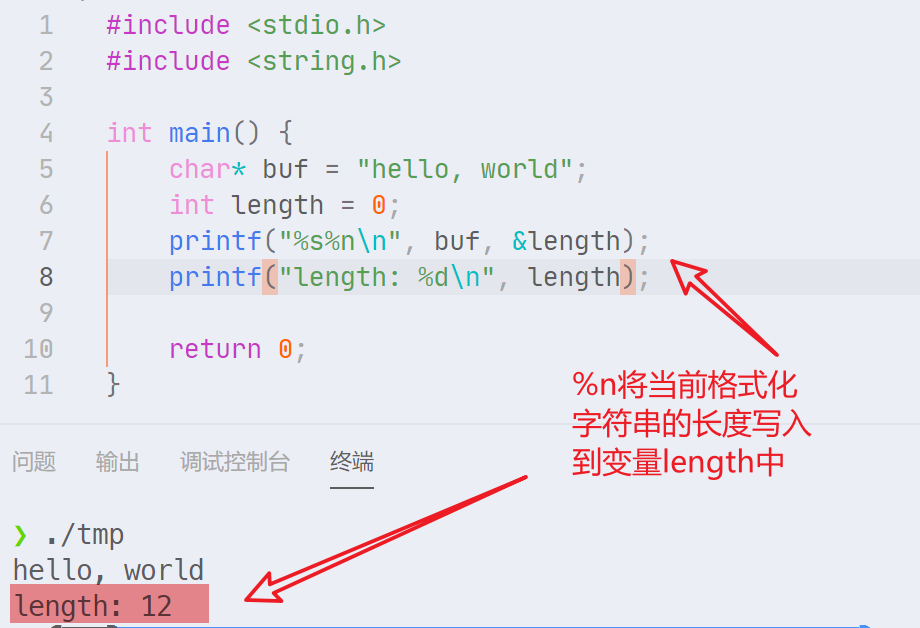 1 #include <stdio.h>
2 #include <string.h>
3
4 int main() {
5 char* buf = "hello, world";
6 int length = 0;
7 printf("%s%n\n", buf, &length);
8 printf("length: %d\n", length);
9
10 return 0;
11 }
%n将当前格式化
字符串的长度写入
到变量length中
问题 输出 调试控制台 终端
❯ ./tmp
hello, world
length: 12